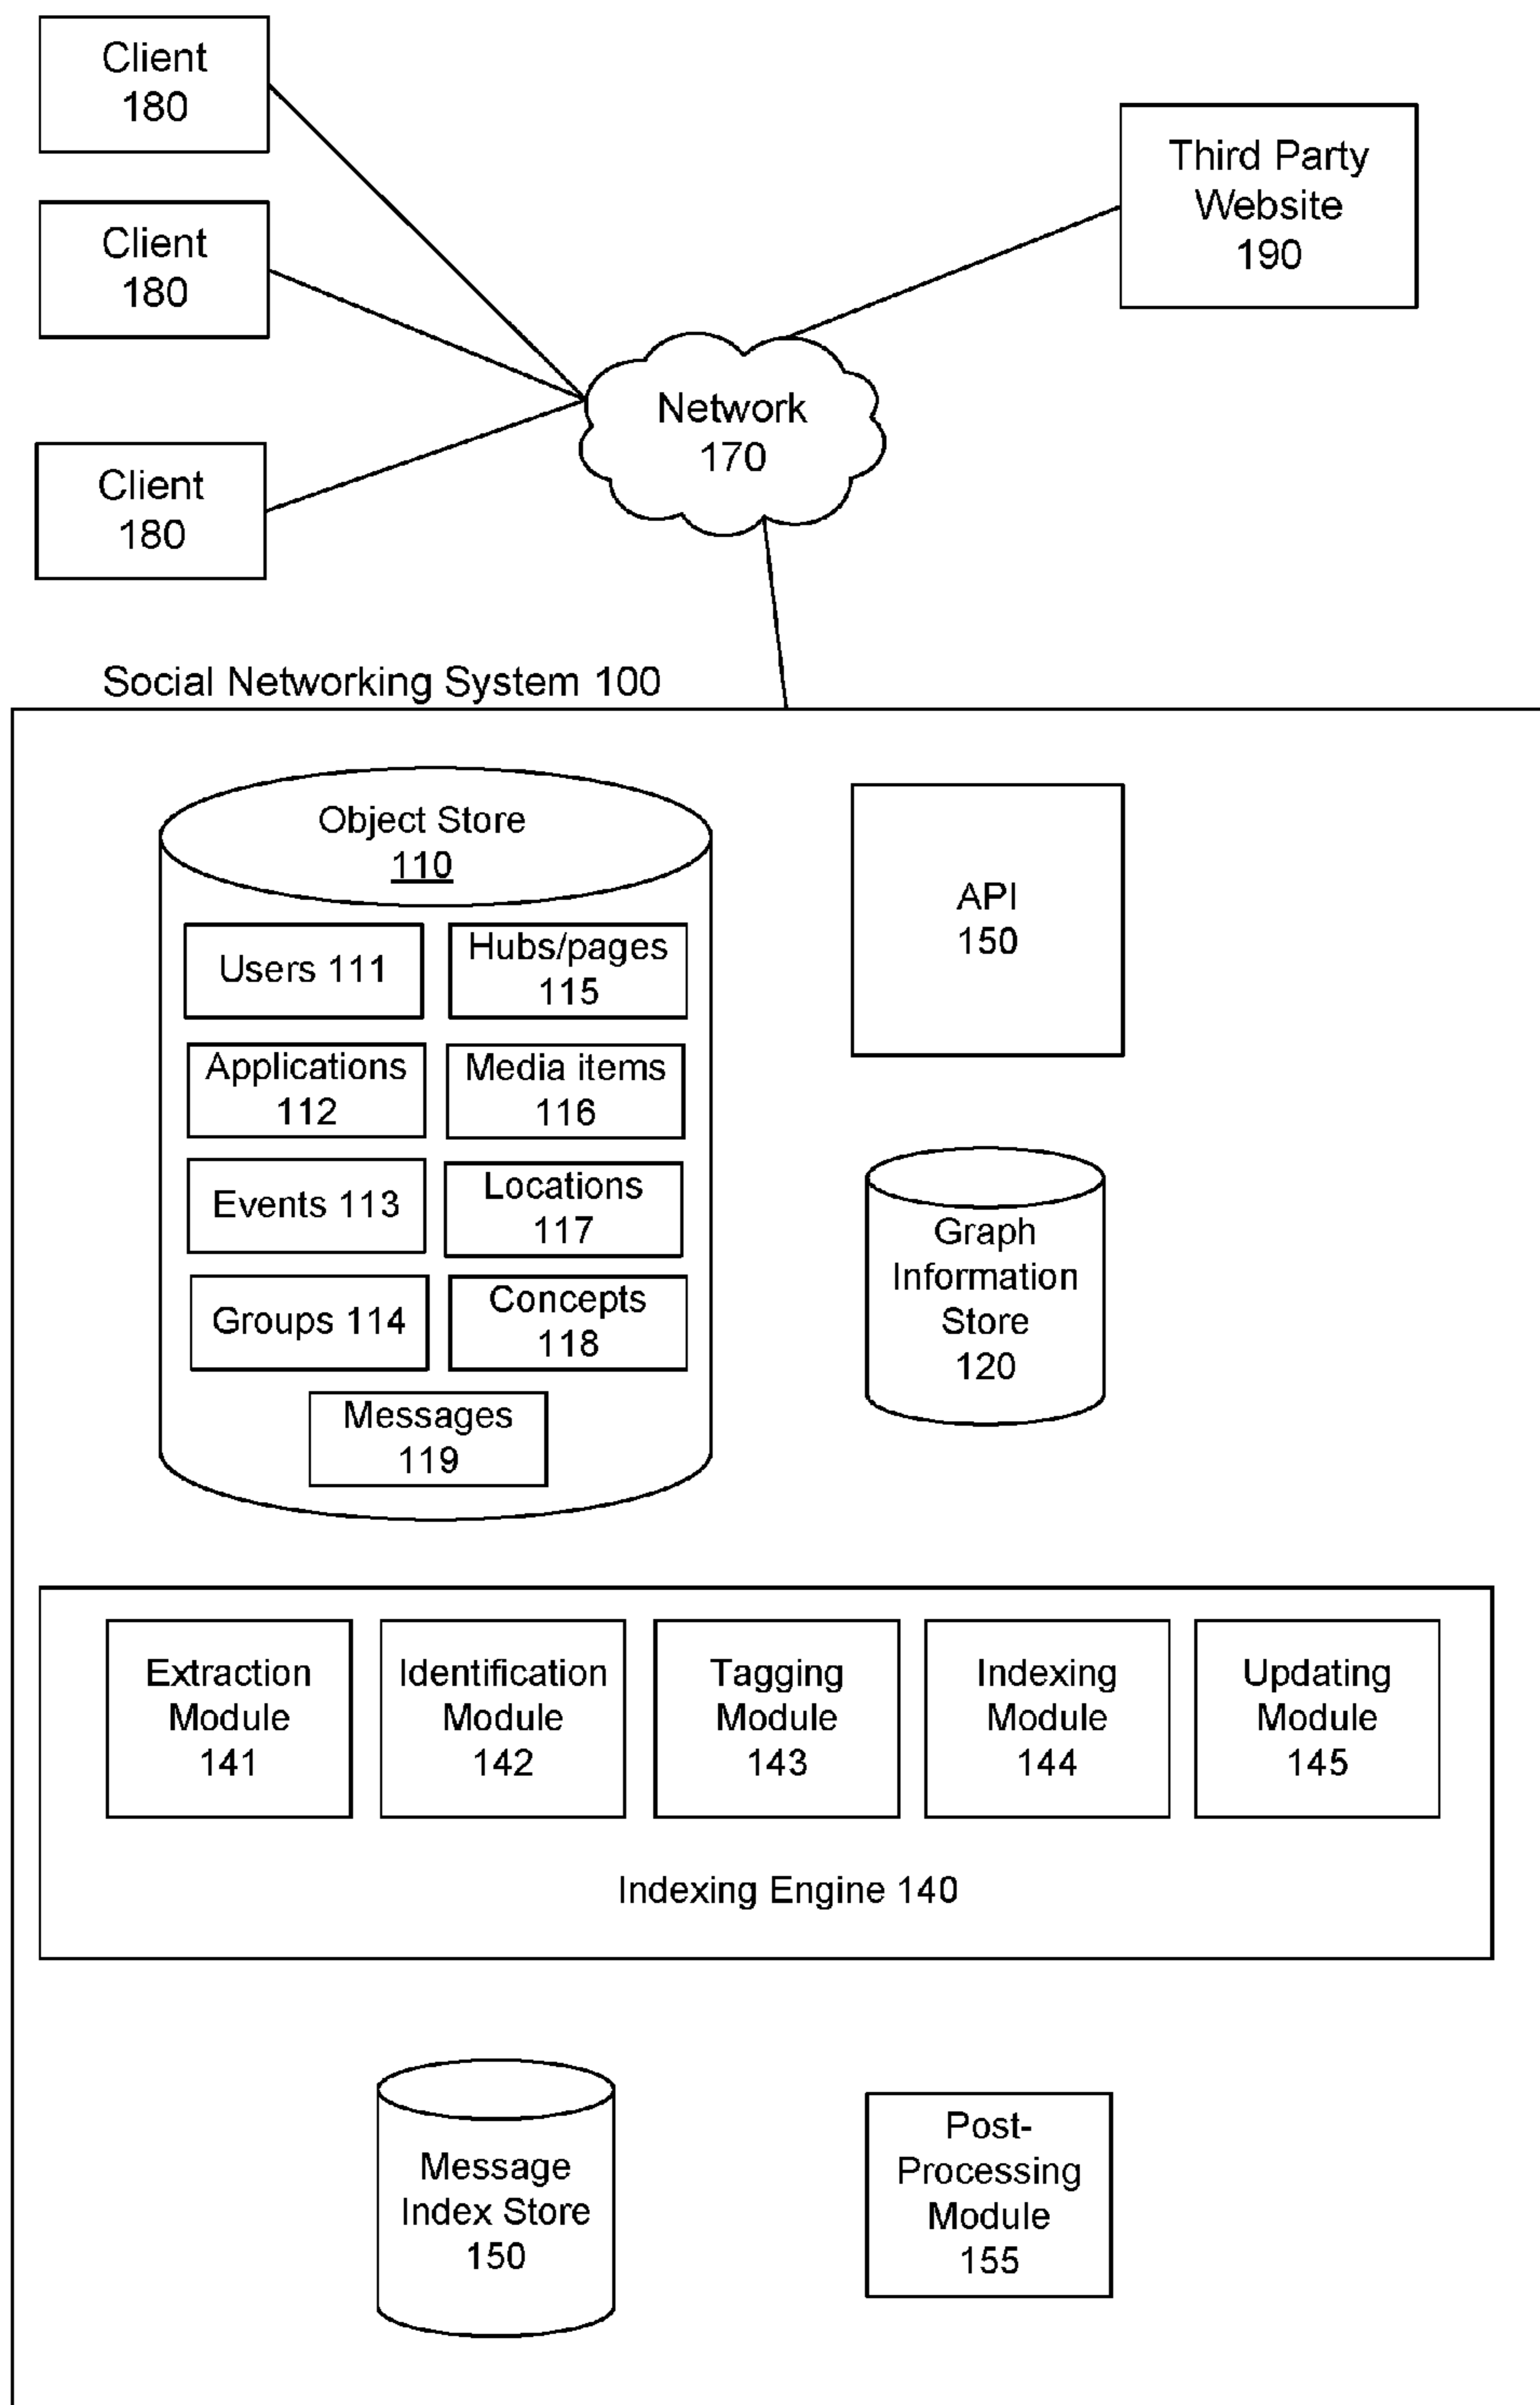 Client
180
Client
180
Client
180
Third Party
Website
190
Network
170
Social Networking System 100
Object Store
110
Users 111
Hubs/pages
115
Applications
112
Media items
116
Events 113
Locations
117
Groups 114
Concepts
118
Messages
119
API
150
Graph
Information
Store
120
Extraction
Module
141
Identification
Module
142
Tagging
Module
143
Indexing
Module
144
Updating
Module
145
Indexing Engine 140
Message
Index Store
150
Post-
Processing
Module
155